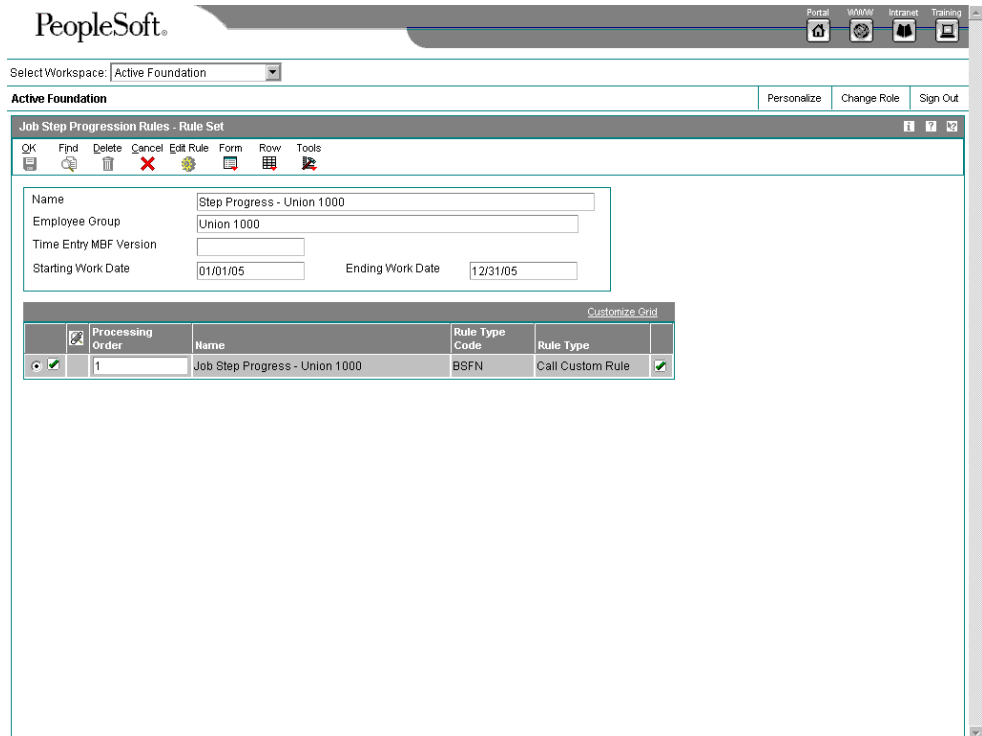 PeopleSoft.
Portal WWW Intranet Training
Select Workspace: Active Foundation
Active Foundation
Personalize Change Role Sign Out
Job Step Progression Rules - Rule Set
OK Find Delete Cancel Edit Rule Form Row Tools
Name Step Progress - Union 1000
Employee Group Union 1000
Time Entry MBF Version
Starting Work Date 01/01/05 Ending Work Date 12/31/05
Customize Grid
Processing Order Name Rule Type Code Rule Type
1 Job Step Progress - Union 1000 BSFN Call Custom Rule